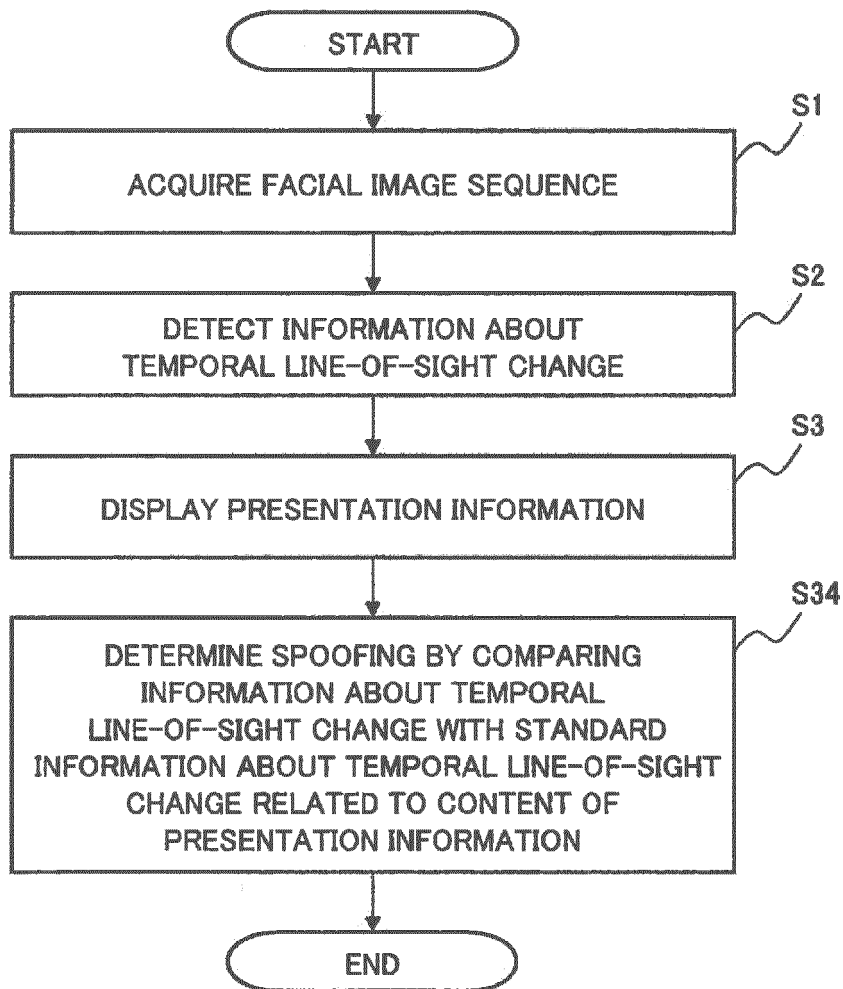 START
S1
ACQUIRE FACIAL IMAGE SEQUENCE
S2
DETECT INFORMATION ABOUT
TEMPORAL LINE-OF-SIGHT CHANGE
S3
DISPLAY PRESENTATION INFORMATION
S34
DETERMINE SPOOFING BY COMPARING
INFORMATION ABOUT TEMPORAL
LINE-OF-SIGHT CHANGE WITH STANDARD
INFORMATION ABOUT TEMPORAL LINE-OF-SIGHT
CHANGE RELATED TO CONTENT OF
PRESENTATION INFORMATION
END